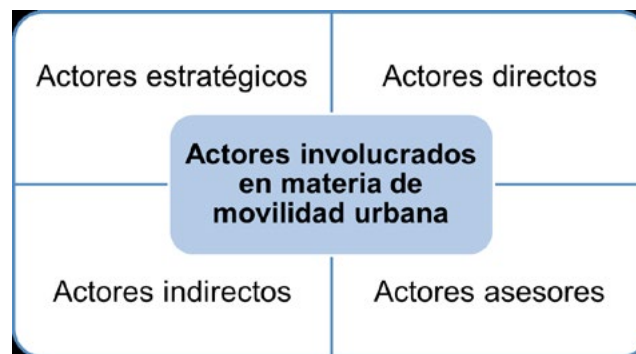 Actores estratégicos
Actores directos
Actores involucrados
en materia de
movilidad urbana
Actores indirectos
Actores asesores